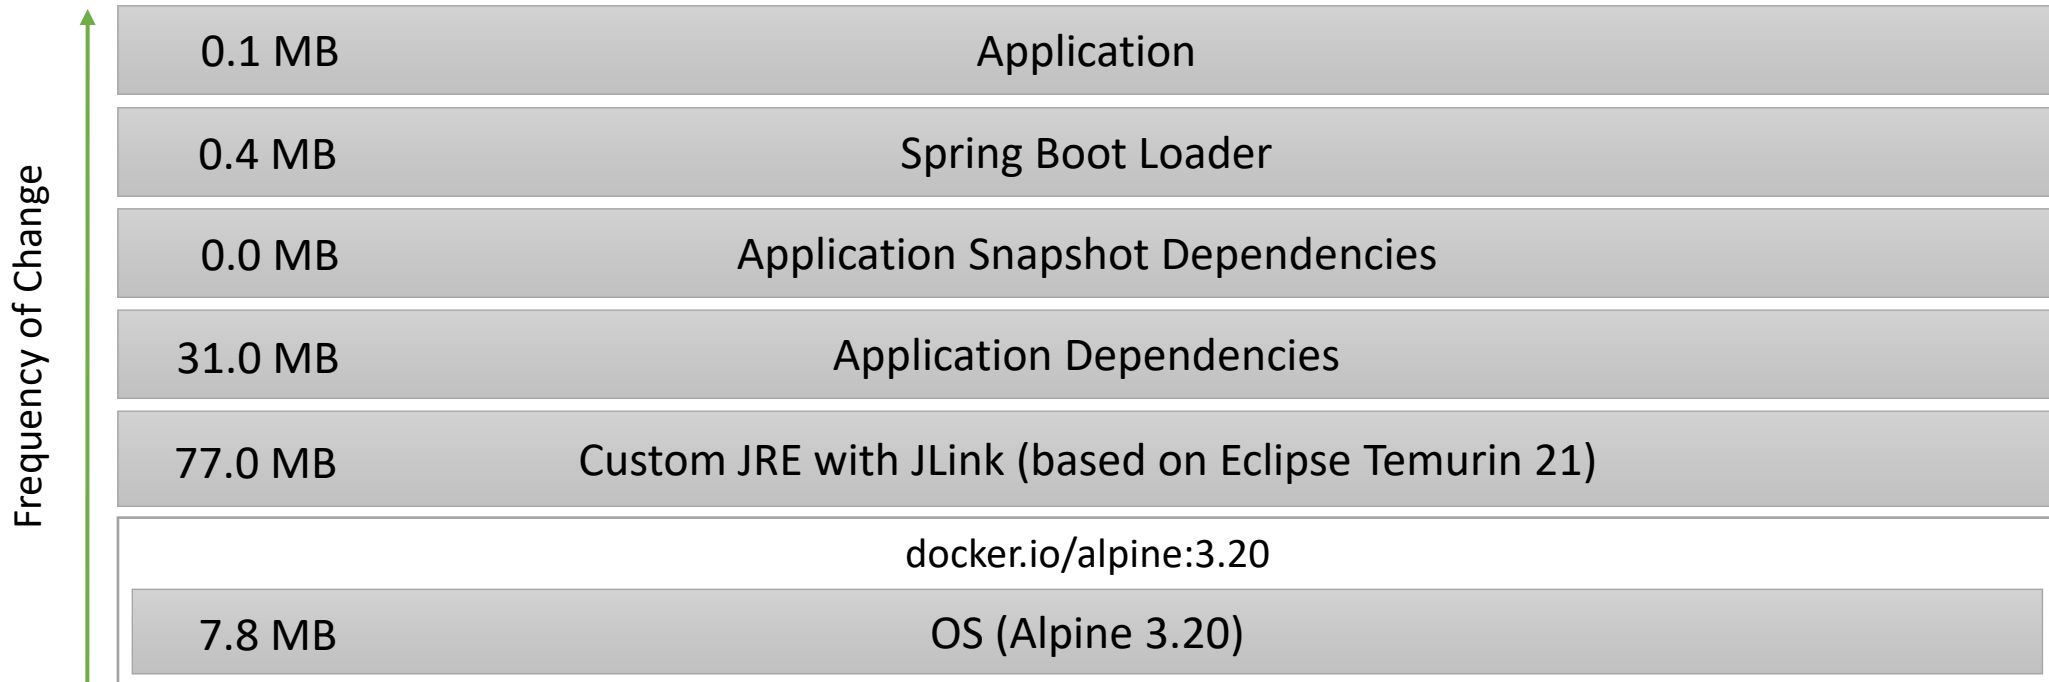 Frequency of Change
0.1 MB Application
0.4 MB Spring Boot Loader
0.0 MB Application Snapshot Dependencies
31.0 MB Application Dependencies
77.0 MB Custom JRE with JLink (based on Eclipse Temurin 21)
docker.io/alpine:3.20
7.8 MB OS (Alpine 3.20)